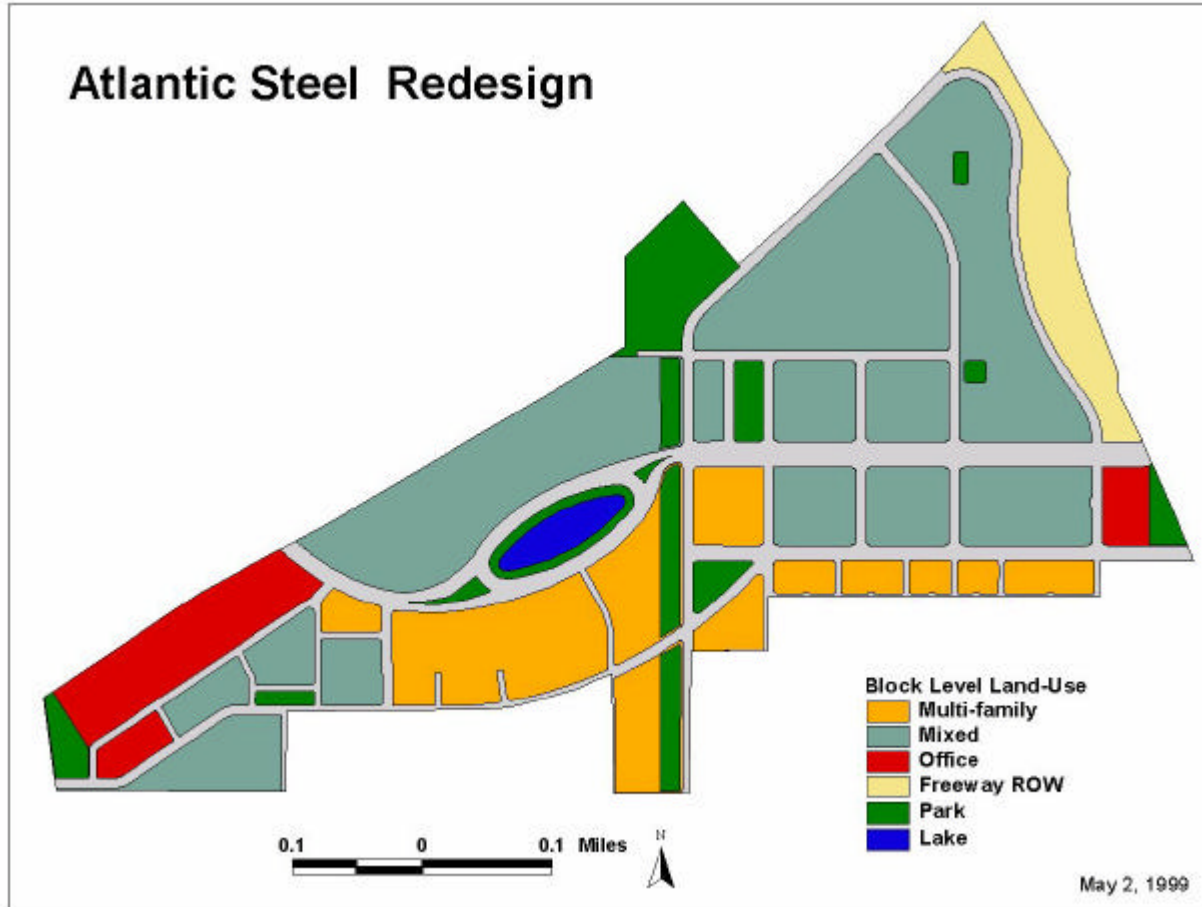 Atlantic Steel Redesign
Block Level Land-Use
Multi-family
Mixed
Office
Freeway ROW
Park
Lake
0.1 0 0.1 Miles
N
May 2, 1999